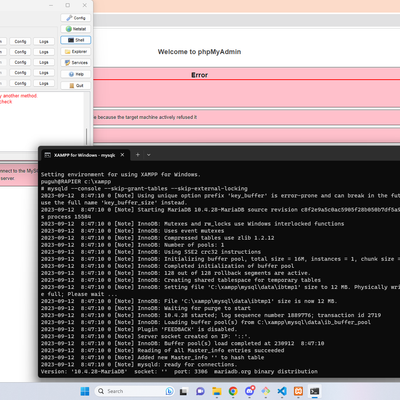 Config
Netstat
Config
Logs
Shell
Config
Logs
Explorer
Config
Logs
Services
Config
Logs
Help
Config
Logs
Quit
y another method
check
Welcome to phpMyAdmin
Error
e because the target machine actively refused it
nnect to the MyS
server.
XAMPP for Windows - mysqls
Setting environment for using XAMPP for Windows.
puguh@RAPIER c:\xampp
# mysqld --console --skip-grant-tables --skip-external-locking
2023-09-12  8:47:10 0 [Note] Using unique option prefix 'key_buffer' is error-prone and can break in the fut
use the full name 'key_buffer_size' instead.
2023-09-12  8:47:10 0 [Note] Starting MariaDB 10.4.28-MariaDB source revision
s process 15584
2023-09-12  8:47:10 0 [Note] InnoDB: Mutexes and rw_locks use Windows interlocked functions
2023-09-12  8:47:10 0 [Note] InnoDB: Uses event mutexes
2023-09-12  8:47:10 0 [Note] InnoDB: Compressed tables use zlib 1.2.12
2023-09-12  8:47:10 0 [Note] InnoDB: Number of pools: 1
2023-09-12  8:47:10 0 [Note] InnoDB: Using SSE2 crc32 instructions
2023-09-12  8:47:10 0 [Note] InnoDB: Initializing buffer pool, total size = 16M, instances = 1, chunk size =
2023-09-12  8:47:10 0 [Note] InnoDB: Completed initialization of buffer pool
2023-09-12  8:47:10 0 [Note] InnoDB: 128 out of 128 rollback segments are active.
2023-09-12  8:47:10 0 [Note] InnoDB: Creating shared tablespace for temporary tables
2023-09-12  8:47:10 0 [Note] InnoDB: Setting file 'C:\xampp\mysql\data\ibtmp1' size to 12 MB. Physically wri
e full; Please wait ...
2023-09-12  8:47:10 0 [Note] InnoDB: File 'C:\xampp\mysql\data\ibtmp1' size is now 12 MB.
2023-09-12  8:47:10 0 [Note] InnoDB: Waiting for purge to start
2023-09-12  8:47:10 0 [Note] InnoDB: 10.4.28 started; log sequence number 1889776; transaction id 2719
2023-09-12  8:47:10 0 [Note] InnoDB: Loading buffer pool(s) from C:\xampp\mysql\data\ib_buffer_pool
2023-09-12  8:47:10 0 [Note] Plugin 'FEEDBACK' is disabled.
2023-09-12  8:47:10 0 [Note] Server socket created on IP: '::'.
2023-09-12  8:47:10 0 [Note] InnoDB: Buffer pool(s) load completed at 230912  8:47:10
2023-09-12  8:47:10 0 [Note] Reading of all Master_info entries succeeded
2023-09-12  8:47:10 0 [Note] Added new Master_info '' to hash table
2023-09-12  8:47:10 0 [Note] mysqld: ready for connections.
Version: '10.4.28-MariaDB'  socket: ''  port: 3306  mariadb.org binary distribution
Search